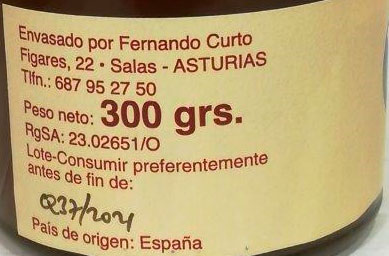 Envasado por Fernando Curto
Figares, 22 • Salas - ASTURIAS
Tlfn.: 687 95 27 50
Peso neto: 300 grs.
RgSA: 23.02651/O
Lote-Consumir preferentemente
antes de fin de:
País de origen: España